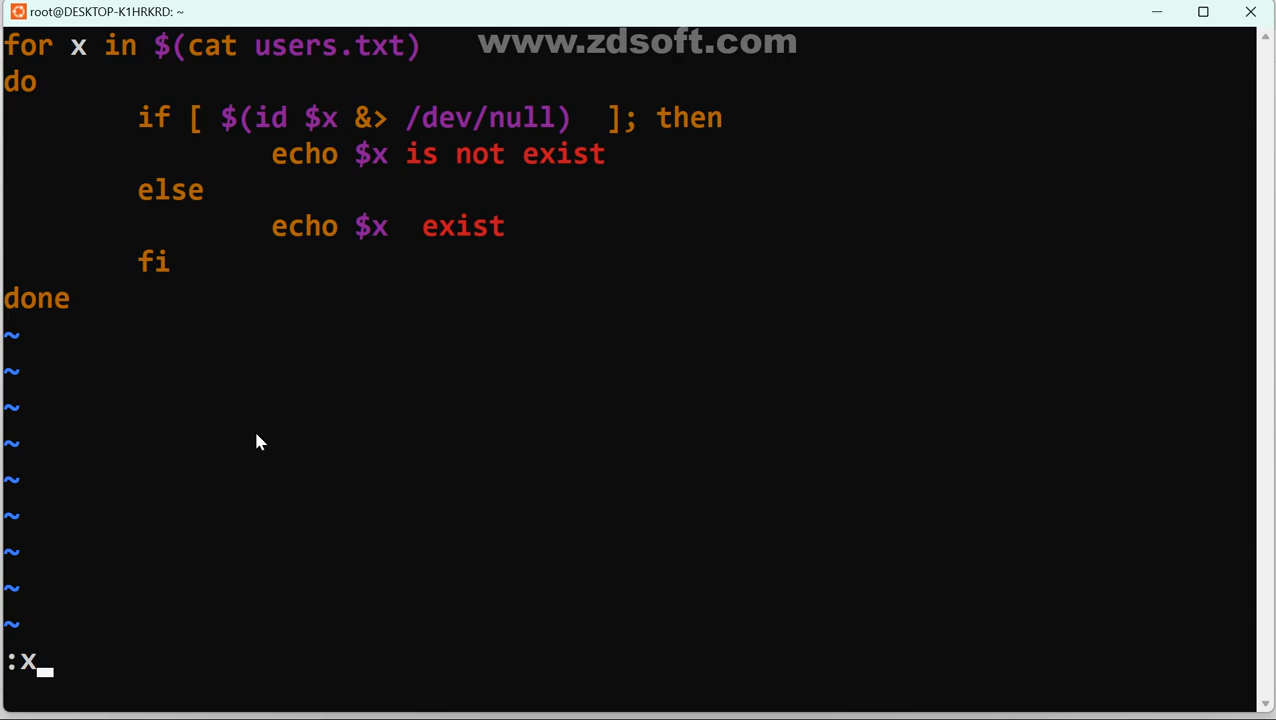 root@DESKTOP-K1HRKRD: ~
www.zdsoft.com
for x in $(cat users.txt)
do
        if [ $(id $x &> /dev/null)  ]; then
                echo $x is not exist
        else
                echo $x  exist
        fi
done
~
~
~
~
~
~
~
~
~
:x